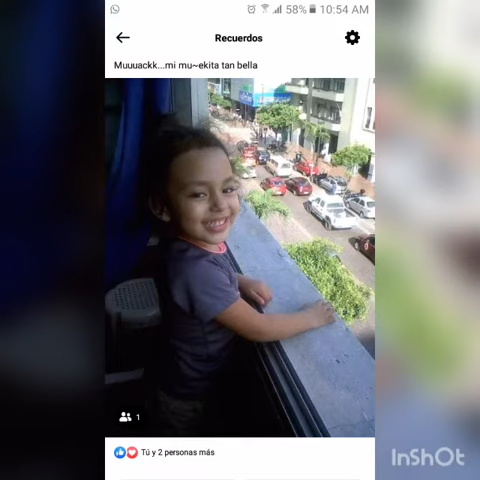 58% 10:54 AM
Recuerdos
Muuuackk...mi mu~ekita tan bella
1
Tú y 2 personas más
InShOt